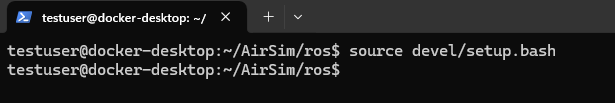 testuser@docker-desktop: ~/
testuser@docker-desktop:~/AirSim/ros$ source devel/setup.bash
testuser@docker-desktop:~/AirSim/ros$